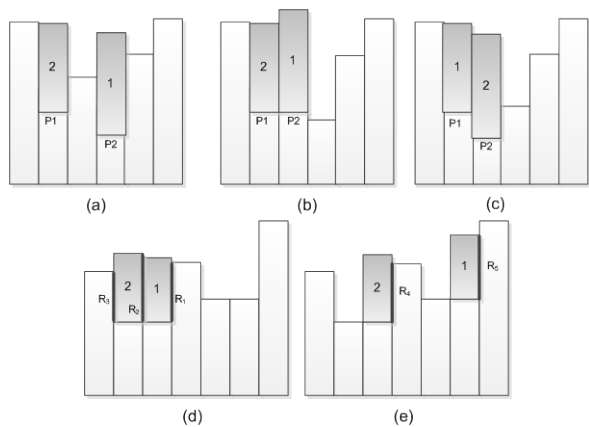 2 1 P1 P2
(a)
2 1 P1 P2
(b)
1 2 P1 P2
(c)
R3 2 R2 1 R1
(d)
2 R4 1 R5
(e)